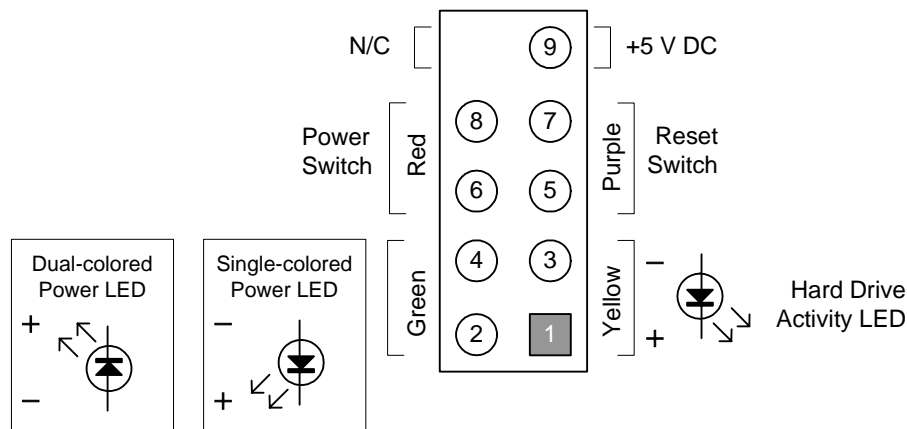 N/C
9
+5 V DC
Power
Switch
Red
8
7
6
5
Purple
Reset
Switch
Dual-colored
Power LED
+
–
Single-colored
Power LED
–
+
Green
4
3
2
1
Yellow
–
+
Hard Drive
Activity LED